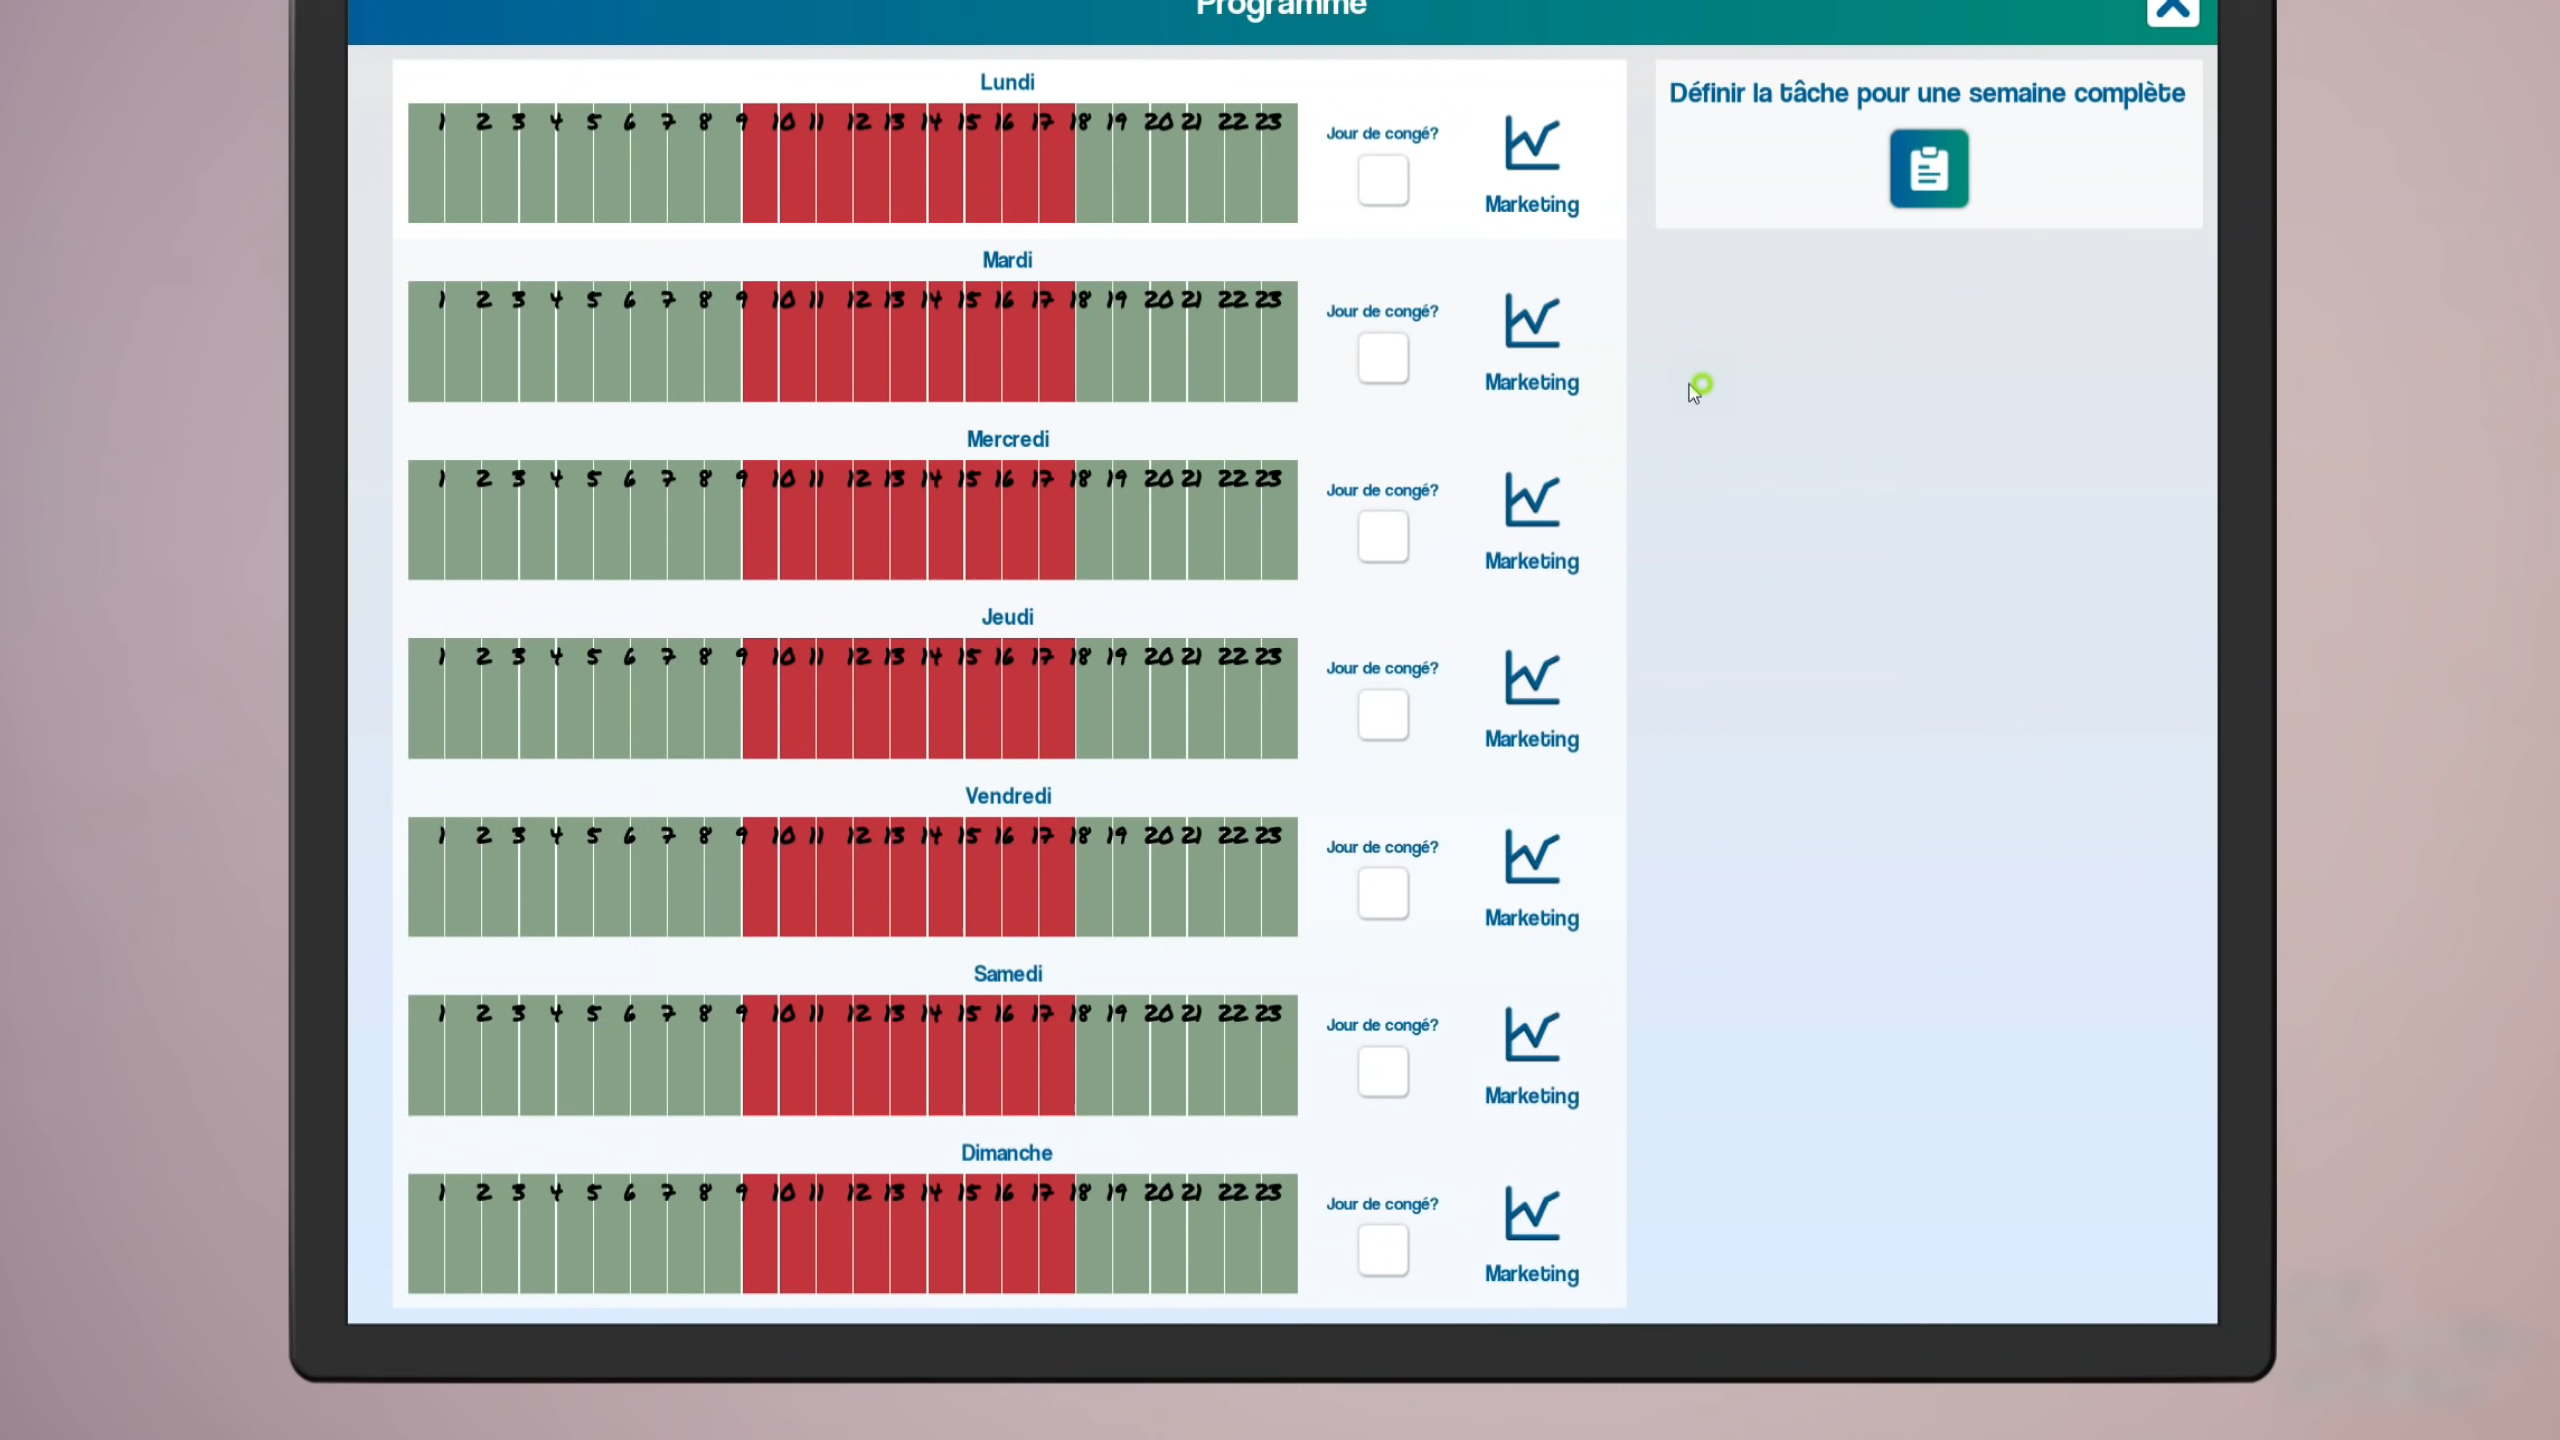 Programme
Définir la tâche pour une semaine complète
Lundi
1 2 3 4 5 6 7 8 9 10 11 12 13 14 15 16 17 18 19 20 21 22 23
Jour de congé?
Marketing
Mardi
1 2 3 4 5 6 7 8 9 10 11 12 13 14 15 16 17 18 19 20 21 22 23
Jour de congé?
Marketing
Mercredi
1 2 3 4 5 6 7 8 9 10 11 12 13 14 15 16 17 18 19 20 21 22 23
Jour de congé?
Marketing
Jeudi
1 2 3 4 5 6 7 8 9 10 11 12 13 14 15 16 17 18 19 20 21 22 23
Jour de congé?
Marketing
Vendredi
1 2 3 4 5 6 7 8 9 10 11 12 13 14 15 16 17 18 19 20 21 22 23
Jour de congé?
Marketing
Samedi
1 2 3 4 5 6 7 8 9 10 11 12 13 14 15 16 17 18 19 20 21 22 23
Jour de congé?
Marketing
Dimanche
1 2 3 4 5 6 7 8 9 10 11 12 13 14 15 16 17 18 19 20 21 22 23
Jour de congé?
Marketing